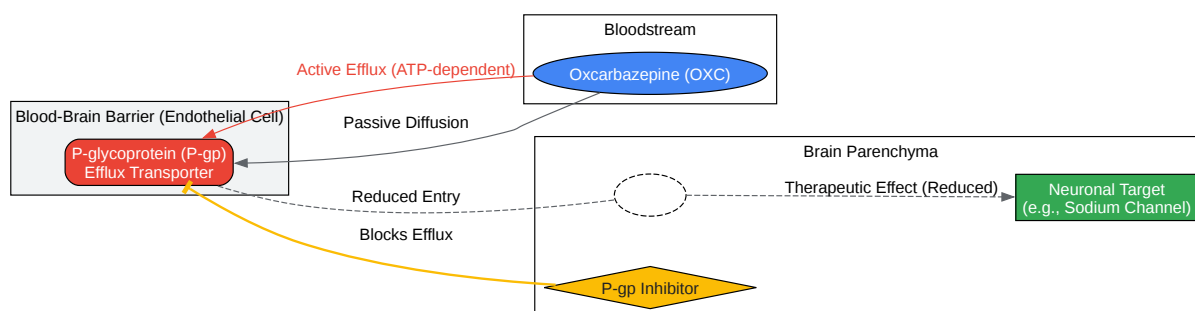 Bloodstream
Oxcarbazepine (OXC)
Active Efflux (ATP-dependent)
Blood-Brain Barrier (Endothelial Cell)
Passive Diffusion
P-glycoprotein (P-gp)
Efflux Transporter
Brain Parenchyma
Reduced Entry
Therapeutic Effect (Reduced)
Neuronal Target
(e.g., Sodium Channel)
Blocks Efflux
P-gp Inhibitor